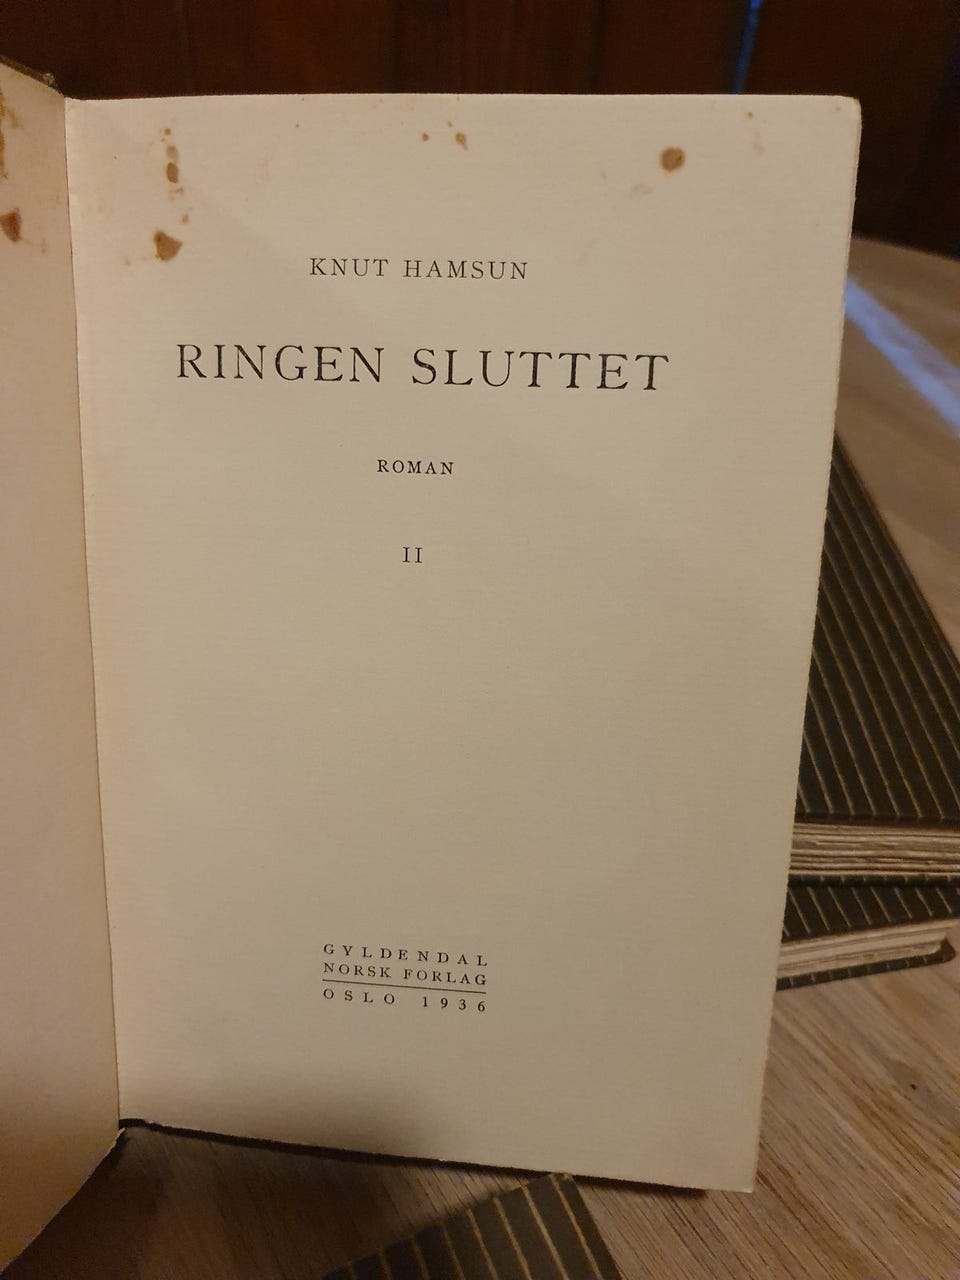 KNUT HAMSUN
RINGEN SLUTTET
ROMAN
II
GYLDENDAL
NORSK FORLAG
OSLO 1936